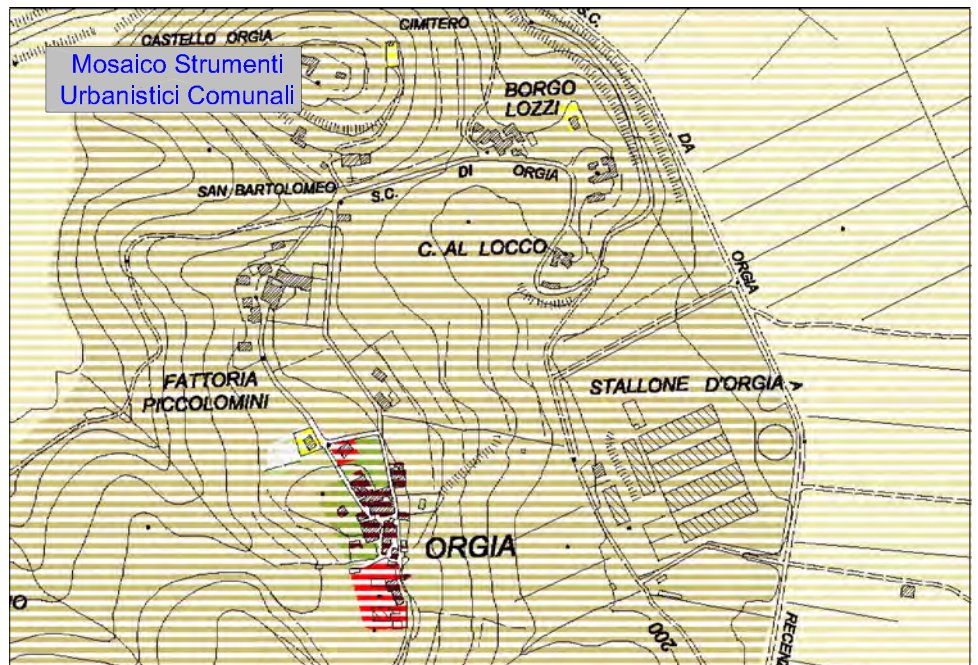 S.C.
CIMITERO
CASTELLO ORGIA
Mosaico Strumenti
Urbanistici Comunali
BORGO
LOZZI
DA
SAN BARTOLOMEO
S.C.
DI
ORGIA
C. AL LOCCO
ORGIA
FATTORIA
PICCOLOMINI
STALLONE D'ORGIA
A
ORGIA
200
RECEN